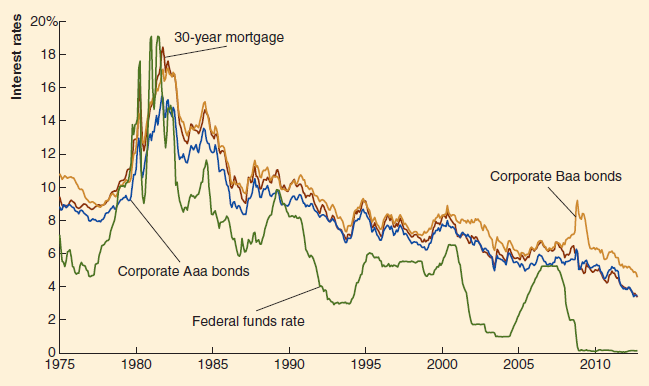 Interest rates
20%
18
16
14
12
10
8
6
4
2
0
30-year mortgage
Corporate Baa bonds
Corporate Aaa bonds
Federal funds rate
1975 1980 1985 1990 1995 2000 2005 2010